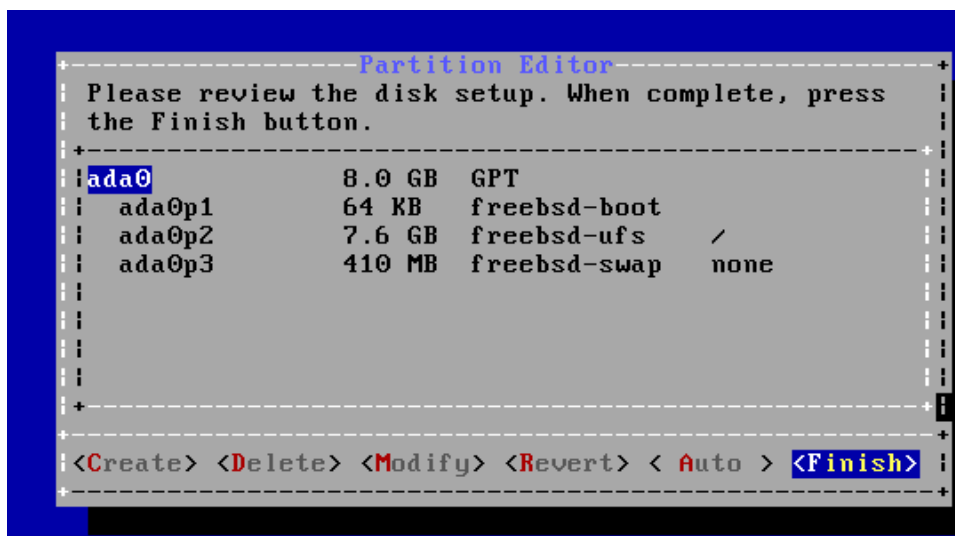 Partition Editor
Please review the disk setup. When complete, press
the Finish button.
ada0 8.0 GB GPT
ada0p1 64 KB freebsd-boot
ada0p2 7.6 GB freebsd-ufs /
ada0p3 410 MB freebsd-swap none
<Create> <Delete> <Modify> <Revert> < Auto > <Finish>